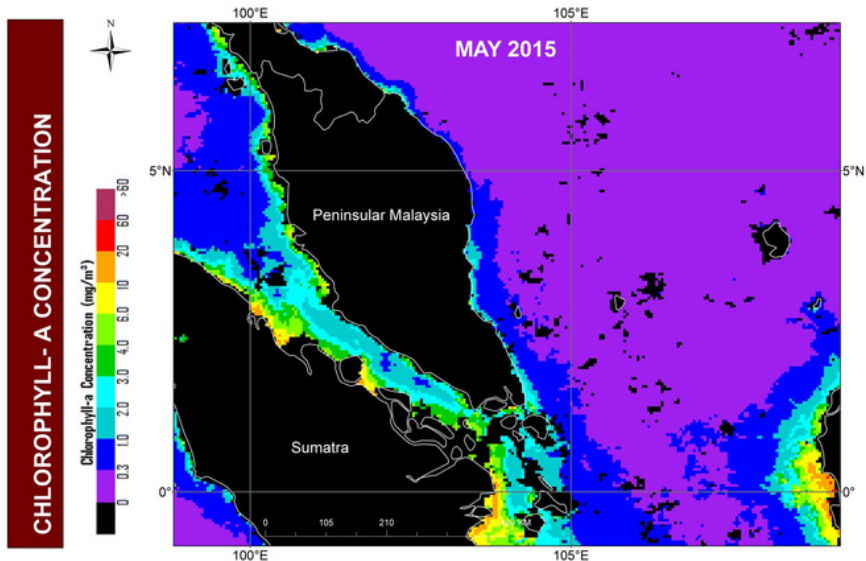 CHLOROPHYLL- A CONCENTRATION
N
Chlorophyll-a Concentration (mg/m³)
>60
60
20
10
6.0
4.0
3.0
2.0
1.0
0.3
0
100°E
105°E
MAY 2015
5°N
5°N
Peninsular Malaysia
Sumatra
0°
0°
0 105 210
KM
100°E
105°E